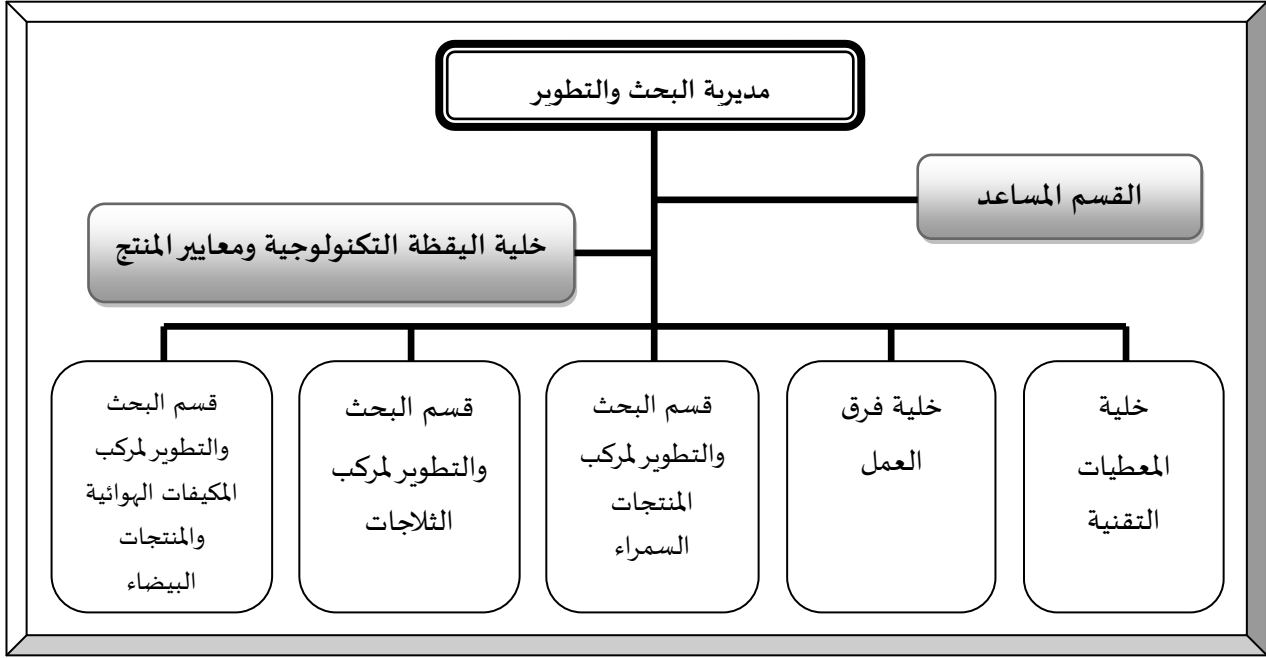 مديرية البحث والتطوير
القسم المساعد
خلية اليقظة التكنولوجية ومعايير المنتج
خلية
المعطيات
التقنية
خلية فرق
العمل
قسم البحث
والتطوير لمركب
المنتجات
السمراء
قسم البحث
والتطوير لمركب
الثلاجات
قسم البحث
والتطوير لمركب
المكيفات الهوائية
والمنتجات
البيضاء